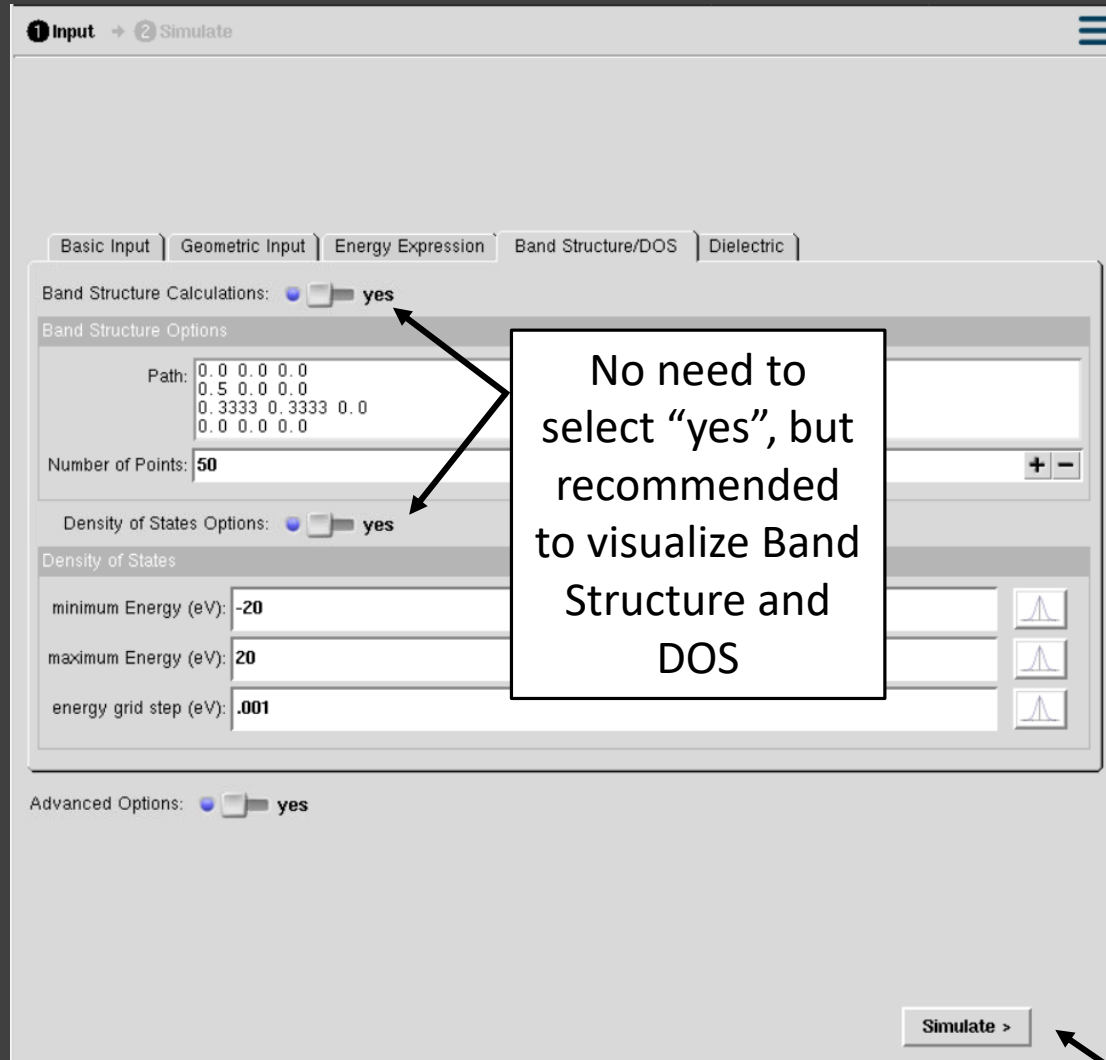 1 Input → 2 Simulate
Basic Input Geometric Input Energy Expression Band Structure/DOS Dielectric
Band Structure Calculations: yes
Band Structure Options
Path: 0.0 0.0 0.0
0.5 0.0 0.0
0.3333 0.3333 0.0
0.0 0.0 0.0
Number of Points: 50 + −
Density of States Options: yes
Density of States
minimum Energy (eV): -20
maximum Energy (eV): 20
energy grid step (eV): .001
No need to
select “yes”, but
recommended
to visualize Band
Structure and
DOS
Advanced Options: yes
Simulate >